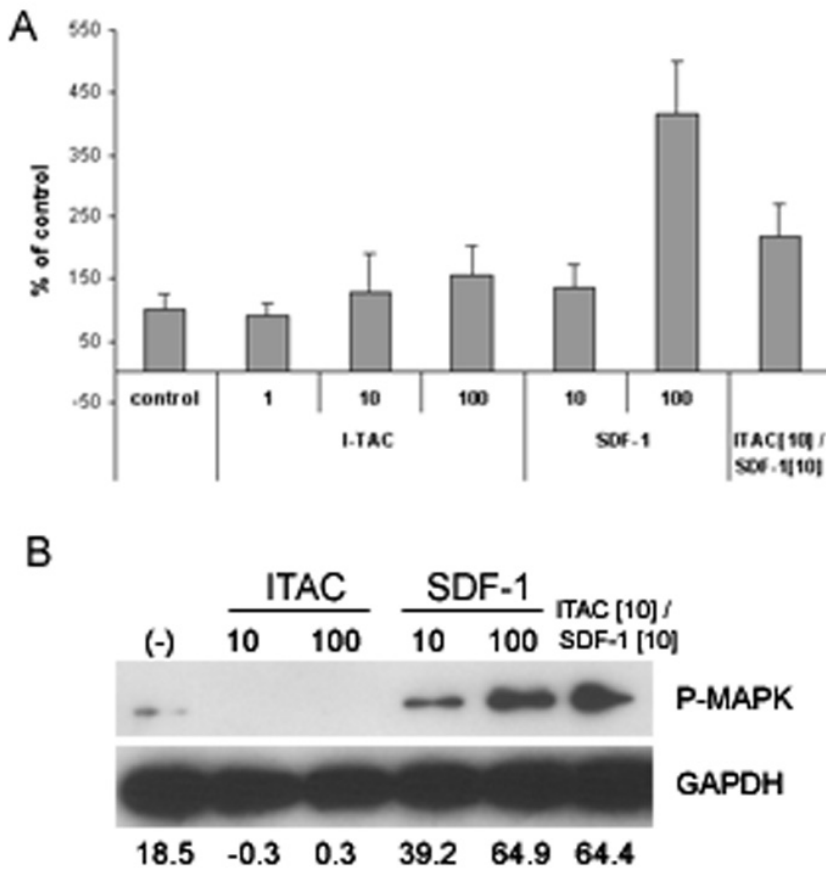 A
% of control
550
450
350
250
150
50
-50
control
1
10
100
10
100
I-TAC
SDF-1
ITAC[10] /
SDF-1[10]
B
ITAC
SDF-1
ITAC [10] /
SDF-1 [10]
(-)
10
100
10
100
P-MAPK
GAPDH
18.5
-0.3
0.3
39.2
64.9
64.4